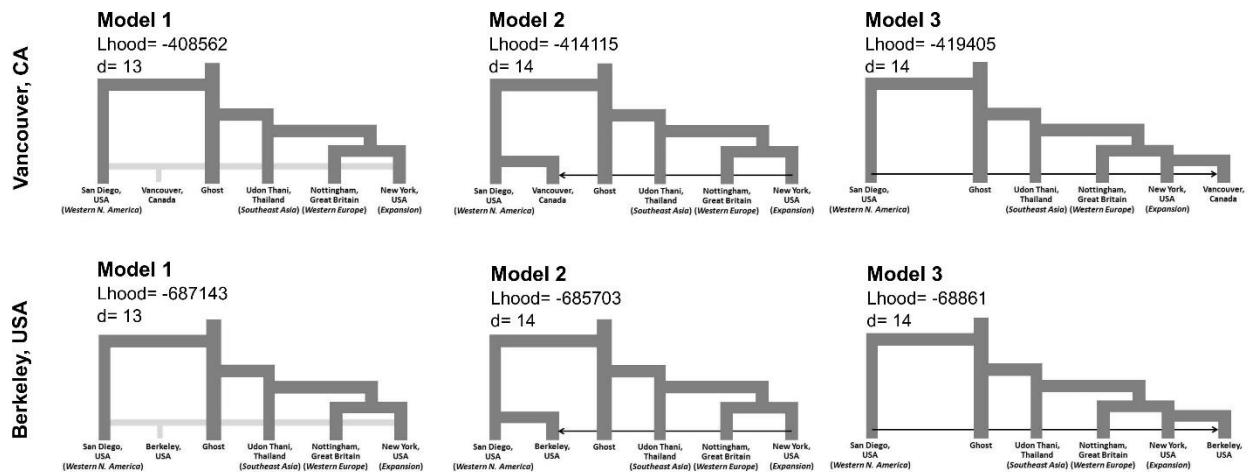 Vancouver, CA
Model 1
Lhood= -408562
d= 13
San Diego,
USA
(Western N. America)
Vancouver,
Canada
Ghost
Udon Thani,
Thailand
(Southeast Asia)
Nottingham,
Great Britain
(Western Europe)
New York,
USA
(Expansion)
Model 2
Lhood= -414115
d= 14
San Diego,
USA
(Western N. America)
Vancouver,
Canada
Ghost
Udon Thani,
Thailand
(Southeast Asia)
Nottingham,
Great Britain
(Western Europe)
New York,
USA
(Expansion)
Model 3
Lhood= -419405
d= 14
San Diego,
USA
(Western N. America)
Ghost
Udon Thani,
Thailand
(Southeast Asia)
Nottingham,
Great Britain
(Western Europe)
New York,
USA
(Expansion)
Vancouver,
Canada
Berkeley, USA
Model 1
Lhood= -687143
d= 13
San Diego,
USA
(Western N. America)
Berkeley,
USA
Ghost
Udon Thani,
Thailand
(Southeast Asia)
Nottingham,
Great Britain
(Western Europe)
New York,
USA
(Expansion)
Model 2
Lhood= -685703
d= 14
San Diego,
USA
(Western N. America)
Berkeley,
USA
Ghost
Udon Thani,
Thailand
(Southeast Asia)
Nottingham,
Great Britain
(Western Europe)
New York,
USA
(Expansion)
Model 3
Lhood= -68861
d= 14
San Diego,
USA
(Western N. America)
Ghost
Udon Thani,
Thailand
(Southeast Asia)
Nottingham,
Great Britain
(Western Europe)
New York,
USA
(Expansion)
Berkeley,
USA